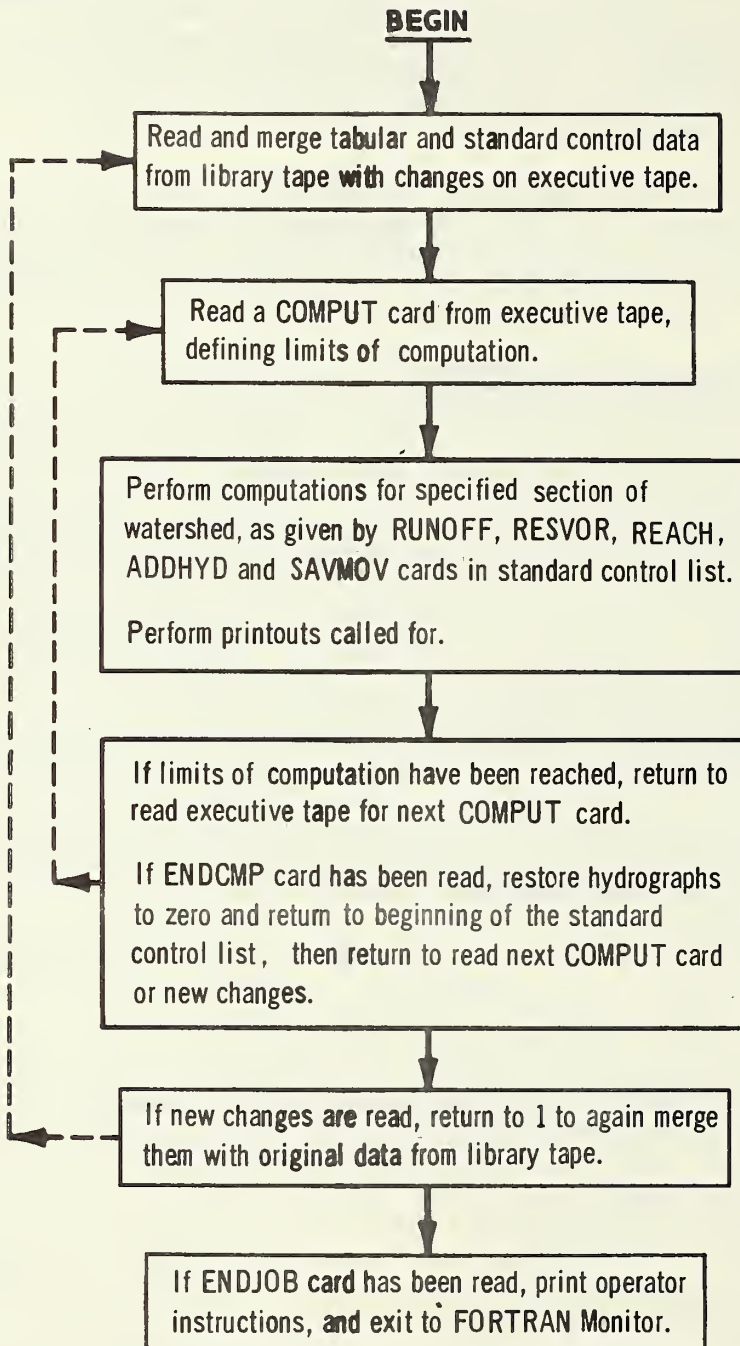 BEGIN
Read and merge tabular and standard control data
from library tape with changes on executive tape.
Read a COMPUT card from executive tape,
defining limits of computation.
Perform computations for specified section of
watershed, as given by RUNOFF, RESVOR, REACH,
ADDHYD and SAVMOV cards in standard control list.
Perform printouts called for.
If limits of computation have been reached, return to
read executive tape for next COMPUT card.
If ENDCMP card has been read, restore hydrographs
to zero and return to beginning of the standard
control list, then return to read next COMPUT card
or new changes.
If new changes are read, return to 1 to again merge
them with original data from library tape.
If ENDJOB card has been read, print operator
instructions, and exit to FORTRAN Monitor.